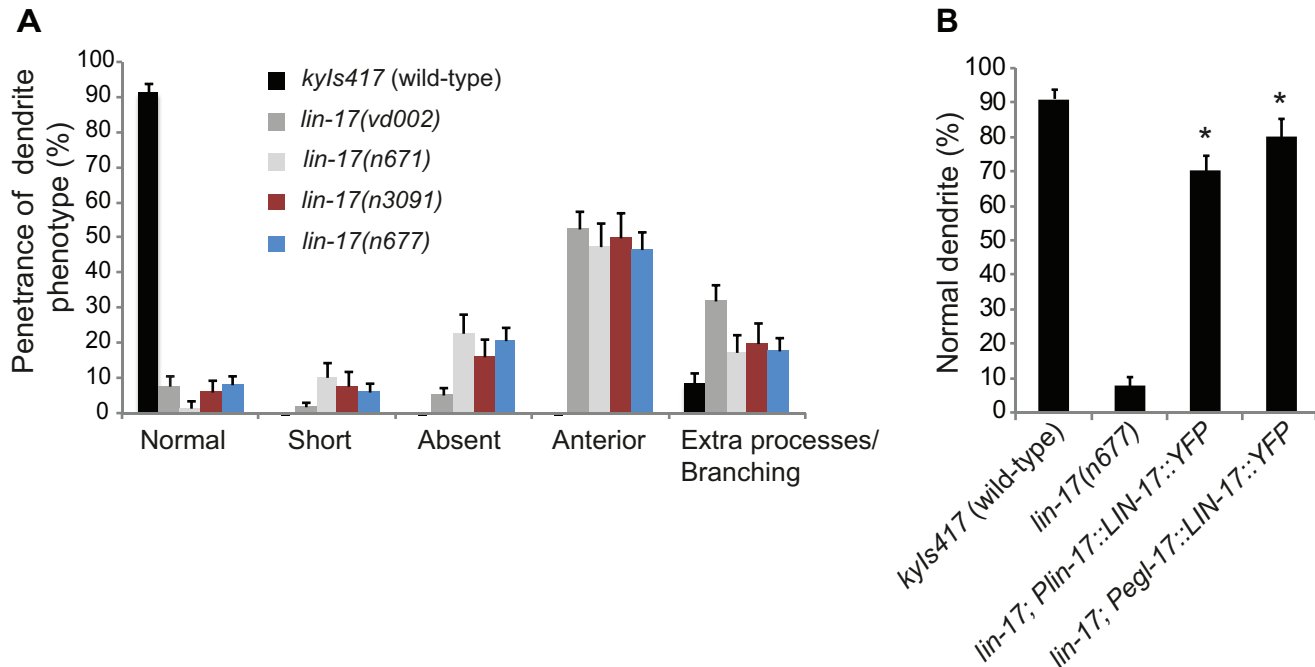 A
Penetrance of dendrite
phenotype (%)
100
90
80
70
60
50
40
30
20
10
0
kyIs417 (wild-type)
lin-17(vd002)
lin-17(n671)
lin-17(n3091)
lin-17(n677)
Normal
Short
Absent
Anterior
Extra processes/
Branching
B
Normal dendrite (%)
100
90
80
70
60
50
40
30
20
10
0
*
*
kyIs417 (wild-type)
lin-17(n677)
lin-17; Plin-17::LIN-17::YFP
lin-17; Pegl-17::LIN-17::YFP